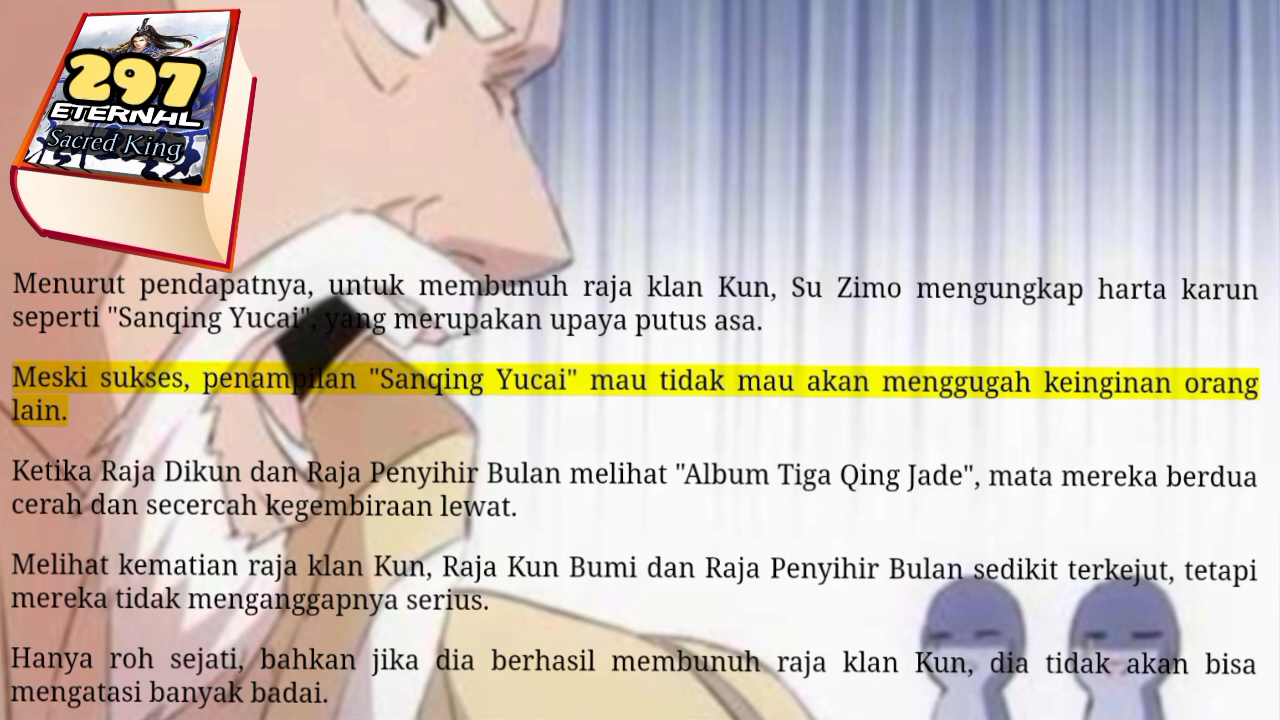 297
ETERNAL
Sacred King
Menurut pendapatnya, untuk membunuh raja klan Kun, Su Zimo mengungkap harta karun
seperti "Sanqing Yucai", yang merupakan upaya putus asa.
Meski sukses, penampilan "Sanqing Yucai" mau tidak mau akan menggugah keinginan orang
lain.
Ketika Raja Dikun dan Raja Penyihir Bulan melihat "Album Tiga Qing Jade", mata mereka berdua
cerah dan secercah kegembiraan lewat.
Melihat kematian raja klan Kun, Raja Kun Bumi dan Raja Penyihir Bulan sedikit terkejut, tetapi
mereka tidak menganggapnya serius.
Hanya roh sejati, bahkan jika dia berhasil membunuh raja klan Kun, dia tidak akan bisa
mengatasi banyak badai.